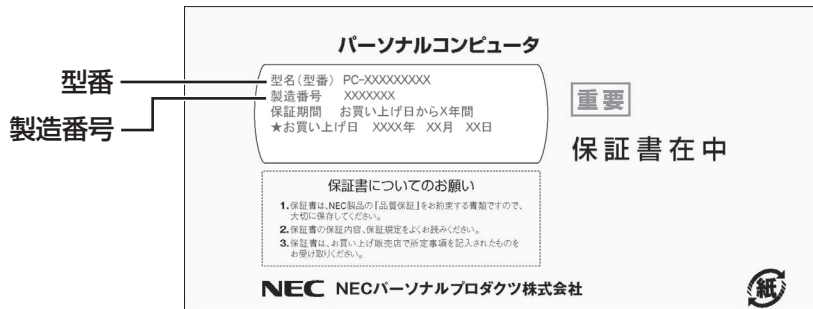 パーソナルコンピュータ
型番
製造番号
型名(型番) PC-XXXXXXXXX
製造番号 XXXXXXX
保証期間 お買い上げ日からX年間
★お買い上げ日 XXXX年 XX月 XX日
重要
保証書在中
保証書についてのお願い
1.保証書は、NEC製品の「品質保証」をお約束する書類ですので、
大切に保存してください。
2.保証書の保証内容、保証規定をよくお読みください。
3.保証書は、お買い上げ販売店で所定事項を記入されたものを
お受け取りください。
NEC NECパーソナルプロダクツ株式会社
紙